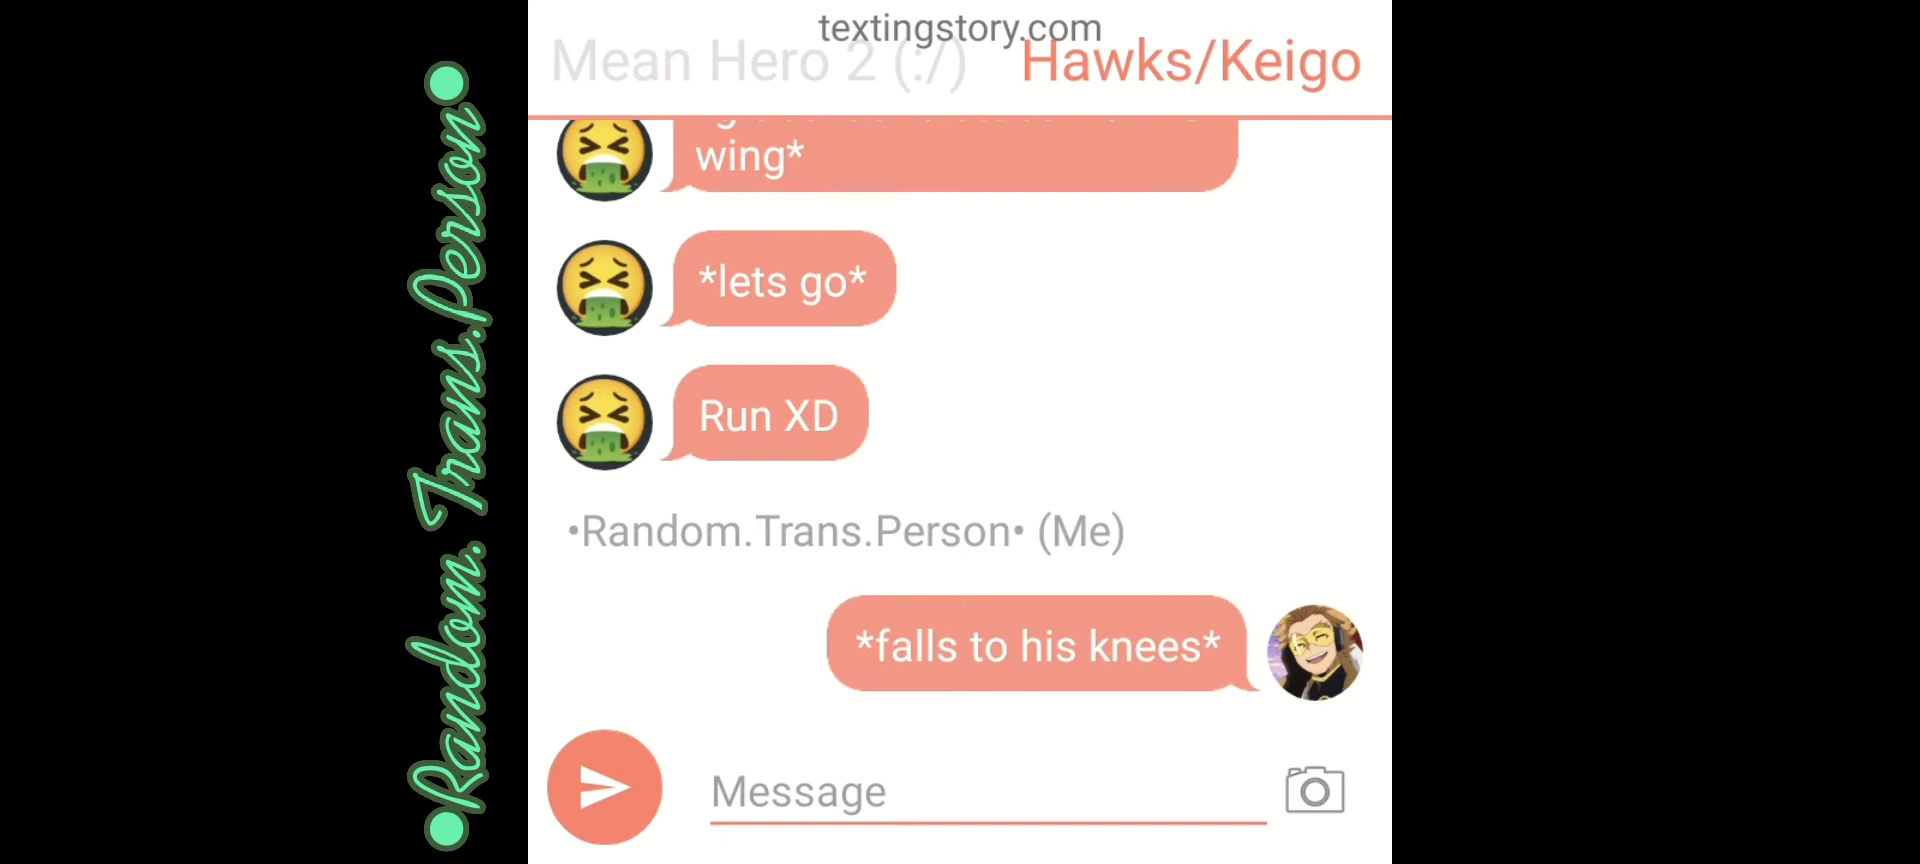 textingstory.com
Mean Hero 2 (:/) Hawks/Keigo
wing*
*lets go*
Run XD
•Random.Trans.Person• (Me)
*falls to his knees*
Message
•Random. Trans.Person•